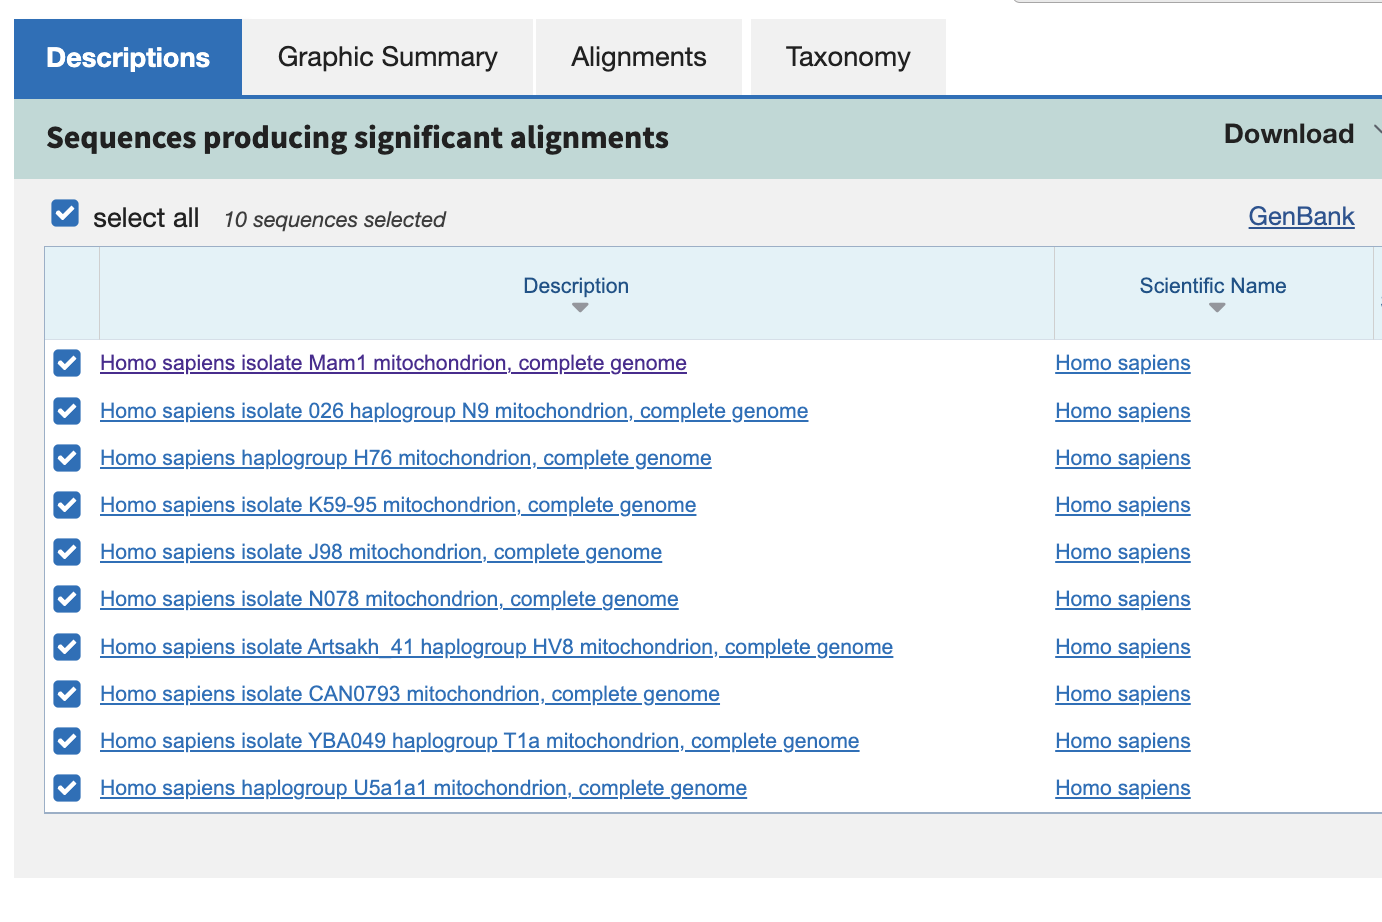 Descriptions Graphic Summary Alignments Taxonomy
Sequences producing significant alignments Download
select all 10 sequences selected GenBank
Description Scientific Name
Homo sapiens isolate Mam1 mitochondrion, complete genome Homo sapiens
Homo sapiens isolate 026 haplogroup N9 mitochondrion, complete genome Homo sapiens
Homo sapiens haplogroup H76 mitochondrion, complete genome Homo sapiens
Homo sapiens isolate K59-95 mitochondrion, complete genome Homo sapiens
Homo sapiens isolate J98 mitochondrion, complete genome Homo sapiens
Homo sapiens isolate N078 mitochondrion, complete genome Homo sapiens
Homo sapiens isolate Artsakh_41 haplogroup HV8 mitochondrion, complete genome Homo sapiens
Homo sapiens isolate CAN0793 mitochondrion, complete genome Homo sapiens
Homo sapiens isolate YBA049 haplogroup T1a mitochondrion, complete genome Homo sapiens
Homo sapiens haplogroup U5a1a1 mitochondrion, complete genome Homo sapiens